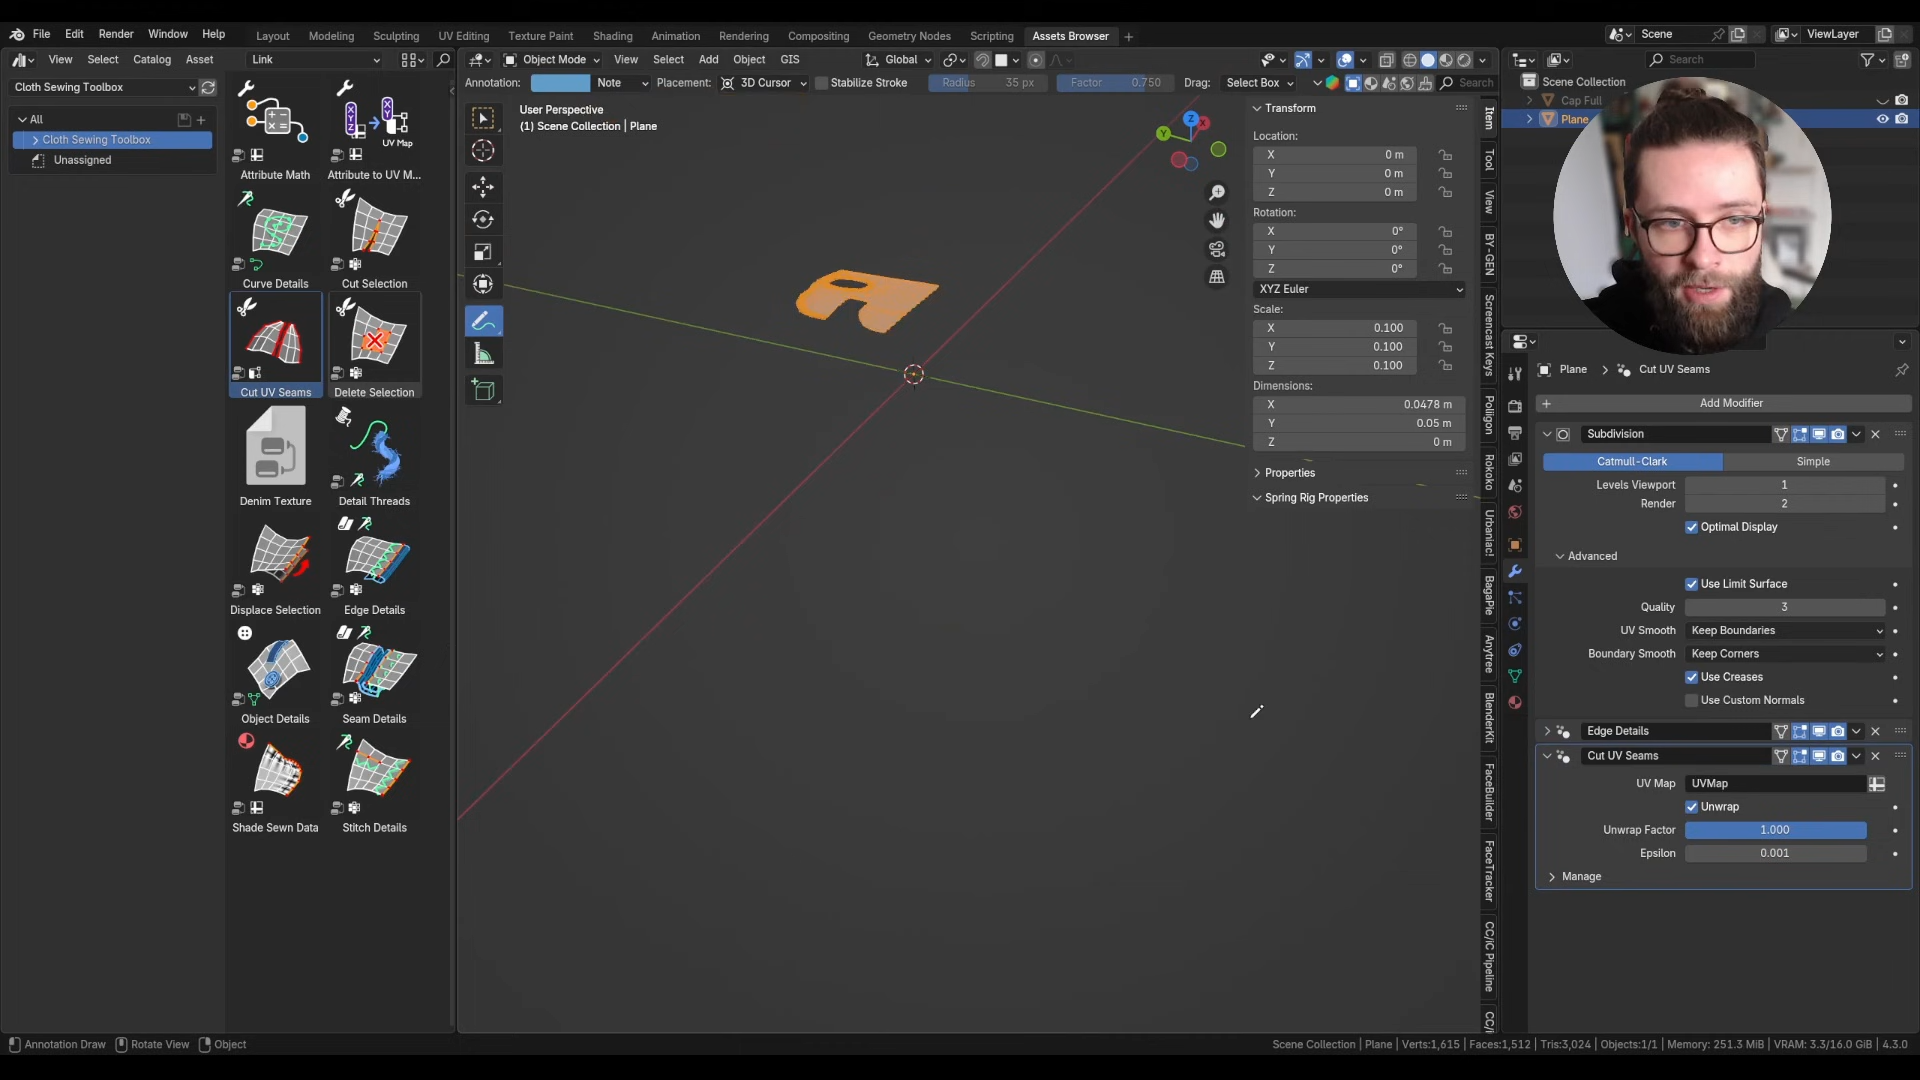 File Edit Render Window Help
Layout Modeling Sculpting UV Editing Texture Paint Shading Animation Rendering Compositing Geometry Nodes Scripting Assets Browser +
Scene ViewLayer
View Select Catalog Asset Link
Object Mode View Select Add Object GIS Global
Search
Cloth Sewing Toolbox
Annotation: Note Placement: 3D Cursor Stabilize Stroke Radius 35 px Factor 0.750 Drag: Select Box Search
All
Cloth Sewing Toolbox
Unassigned
UV Map
Attribute Math Attribute to UV M...
Curve Details Cut Selection
Cut UV Seams Delete Selection
Denim Texture Detail Threads
Displace Selection Edge Details
Object Details Seam Details
Shade Sewn Data Stitch Details
User Perspective
(1) Scene Collection | Plane
Z
Y
X
Transform
Location:
X 0 m
Y 0 m
Z 0 m
Rotation:
X 0°
Y 0°
Z 0°
XYZ Euler
Scale:
X 0.100
Y 0.100
Z 0.100
Dimensions:
X 0.0478 m
Y 0.05 m
Z 0 m
Properties
Spring Rig Properties
Item
Tool
View
BY-GEN
Screencast Keys
Poliigon
Rokoko
Urbaniac!
BagaPie
Anytree
BlenderKit
FaceBuilder
FaceTracker
CC/iC Pipeline
CC/i
Scene Collection
Cap Full
Plane
Plane > Cut UV Seams
+ Add Modifier
Subdivision
Catmull-Clark Simple
Levels Viewport 1
Render 2
Optimal Display
Advanced
Use Limit Surface
Quality 3
UV Smooth Keep Boundaries
Boundary Smooth Keep Corners
Use Creases
Use Custom Normals
Edge Details
Cut UV Seams
UV Map UVMap
Unwrap
Unwrap Factor 1.000
Epsilon 0.001
Manage
Annotation Draw Rotate View Object
Scene Collection | Plane | Verts:1,615 | Faces:1,512 | Tris:3,024 | Objects:1/1 | Memory: 251.3 MiB | VRAM: 3.3/16.0 GiB | 4.3.0